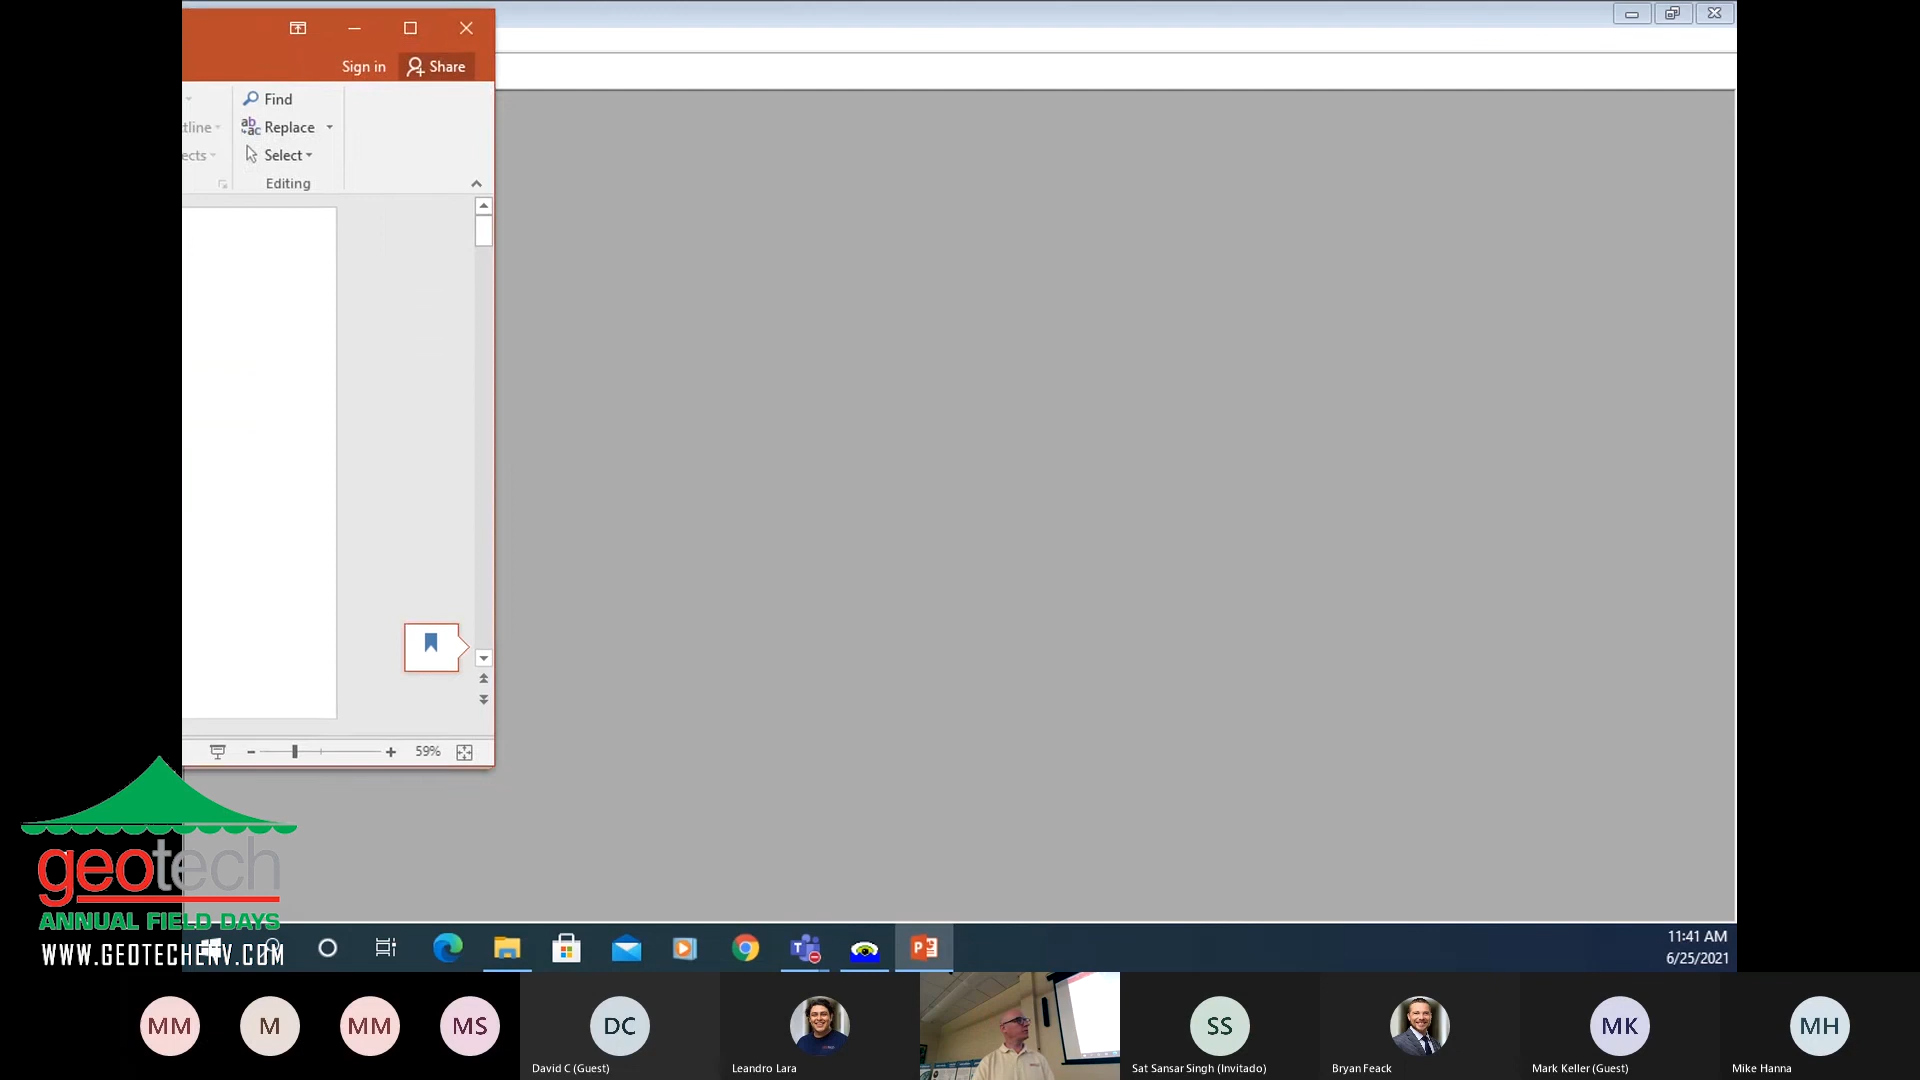 Sign in
Share
Find
tline
ab
ac
Replace
ects
Select
Editing
59%
geotech
ANNUAL FIELD DAYS
WWW.GEOTECHENV.COM
11:41 AM
6/25/2021
MM
M
MM
MS
DC
David C (Guest)
Leandro Lara
SS
Sat Sansar Singh (Invitado)
Bryan Feack
MK
Mark Keller (Guest)
MH
Mike Hanna